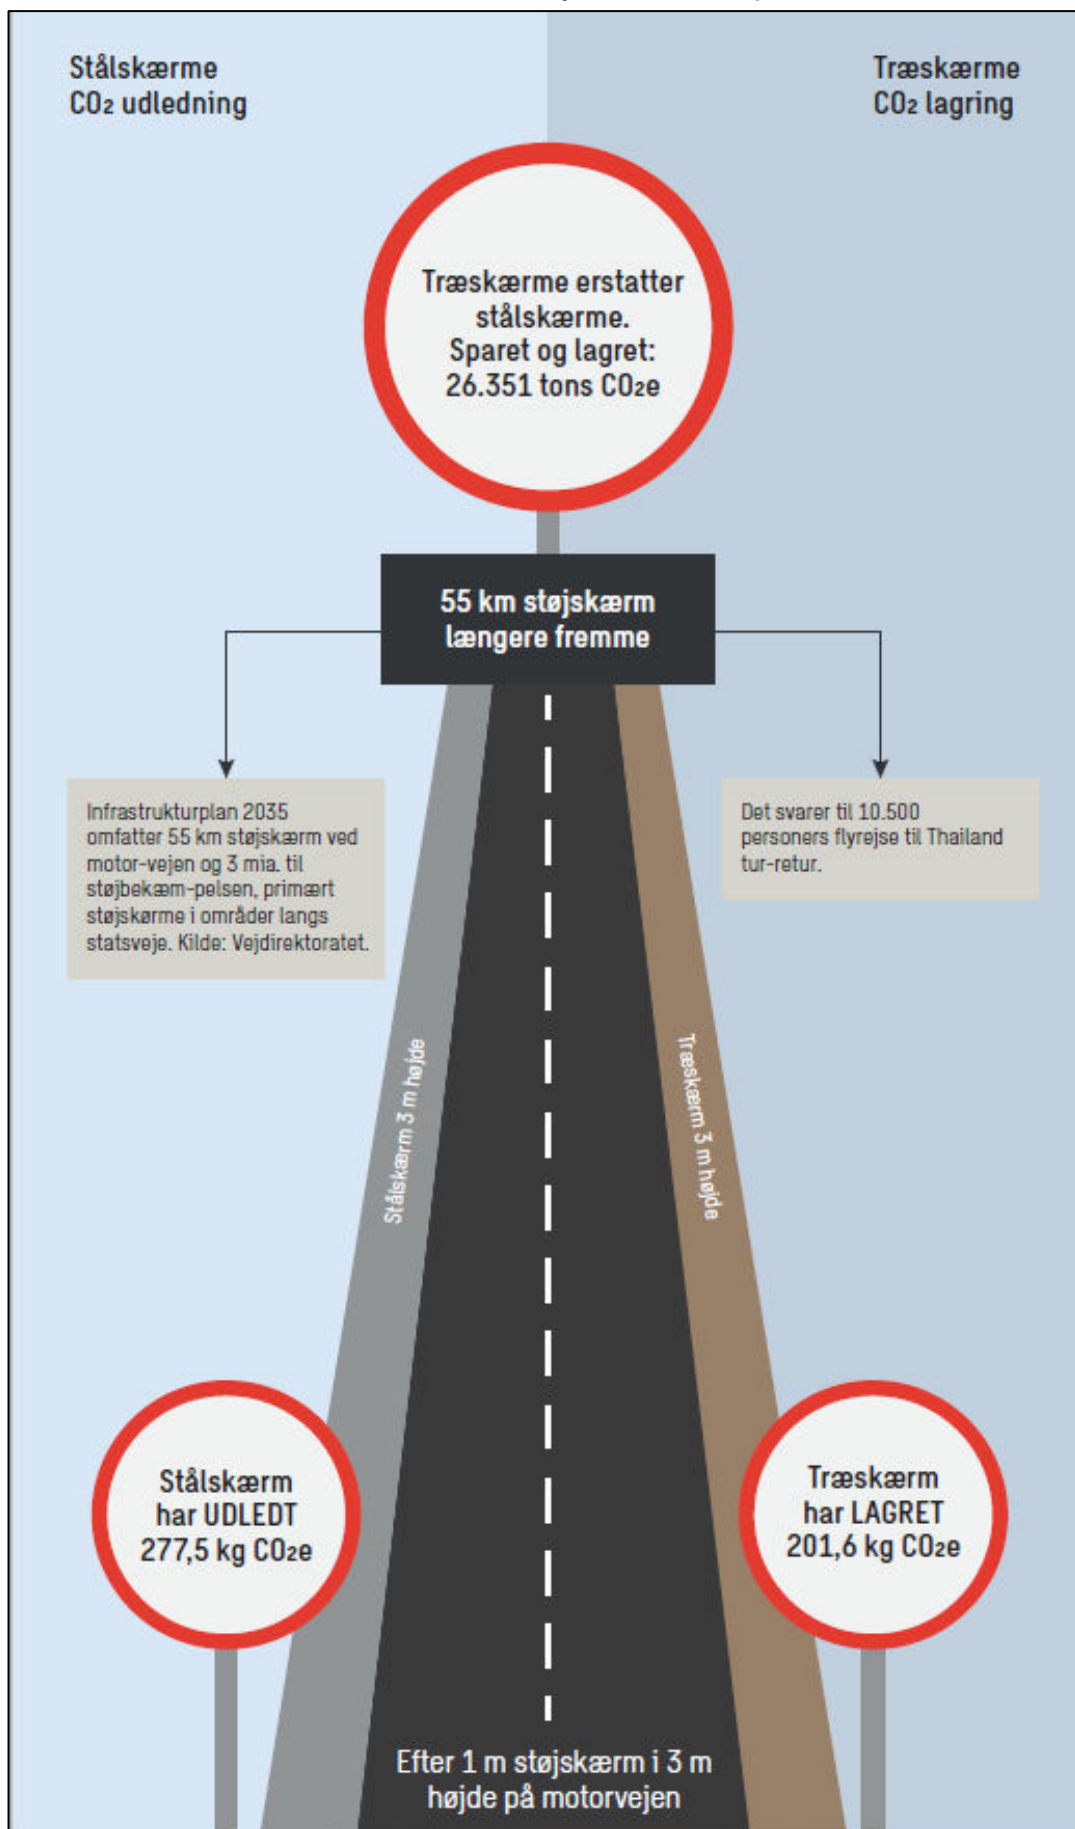 Stålskærme
CO₂ udledning
Træskærme
CO₂ lagring
Træskærme erstatter
stålskærme.
Sparet og lagret:
26.351 tons CO₂e
55 km støjskærm
længere fremme
Infrastrukturplan 2035
omfatter 55 km støjskærm ved
motor-vejen og 3 mia. til
støjbekæm-pelsen, primært
støjskørme i områder langs
statsveje. Kilde: Vejdirektoratet.
Det svarer til 10.500
personers flyrejse til Thailand
tur-retur.
Stålskærm 3 m højde
Træskærm 3 m højde
Stålskærm
har UDLEDT
277,5 kg CO₂e
Træskærm
har LAGRET
201,6 kg CO₂e
Efter 1 m støjskærm i 3 m
højde på motorvejen